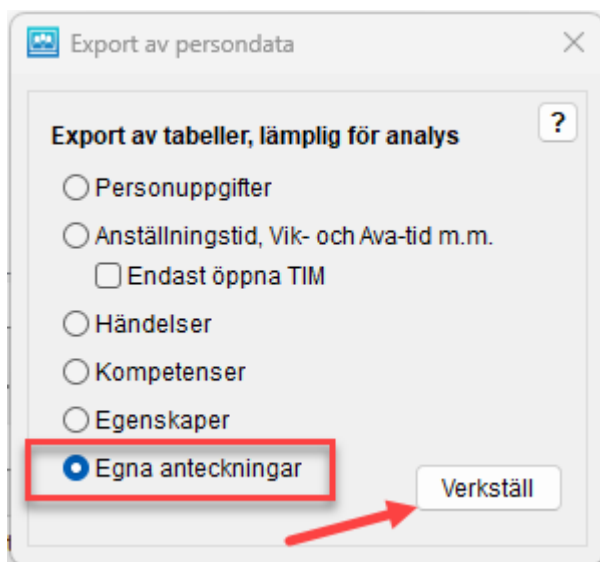 Export av persondata
Export av tabeller, lämplig för analys
?
Personuppgifter
Anställningstid, Vik- och Ava-tid m.m.
Endast öppna TIM
Händelser
Kompetenser
Egenskaper
Egna anteckningar
Verkställ